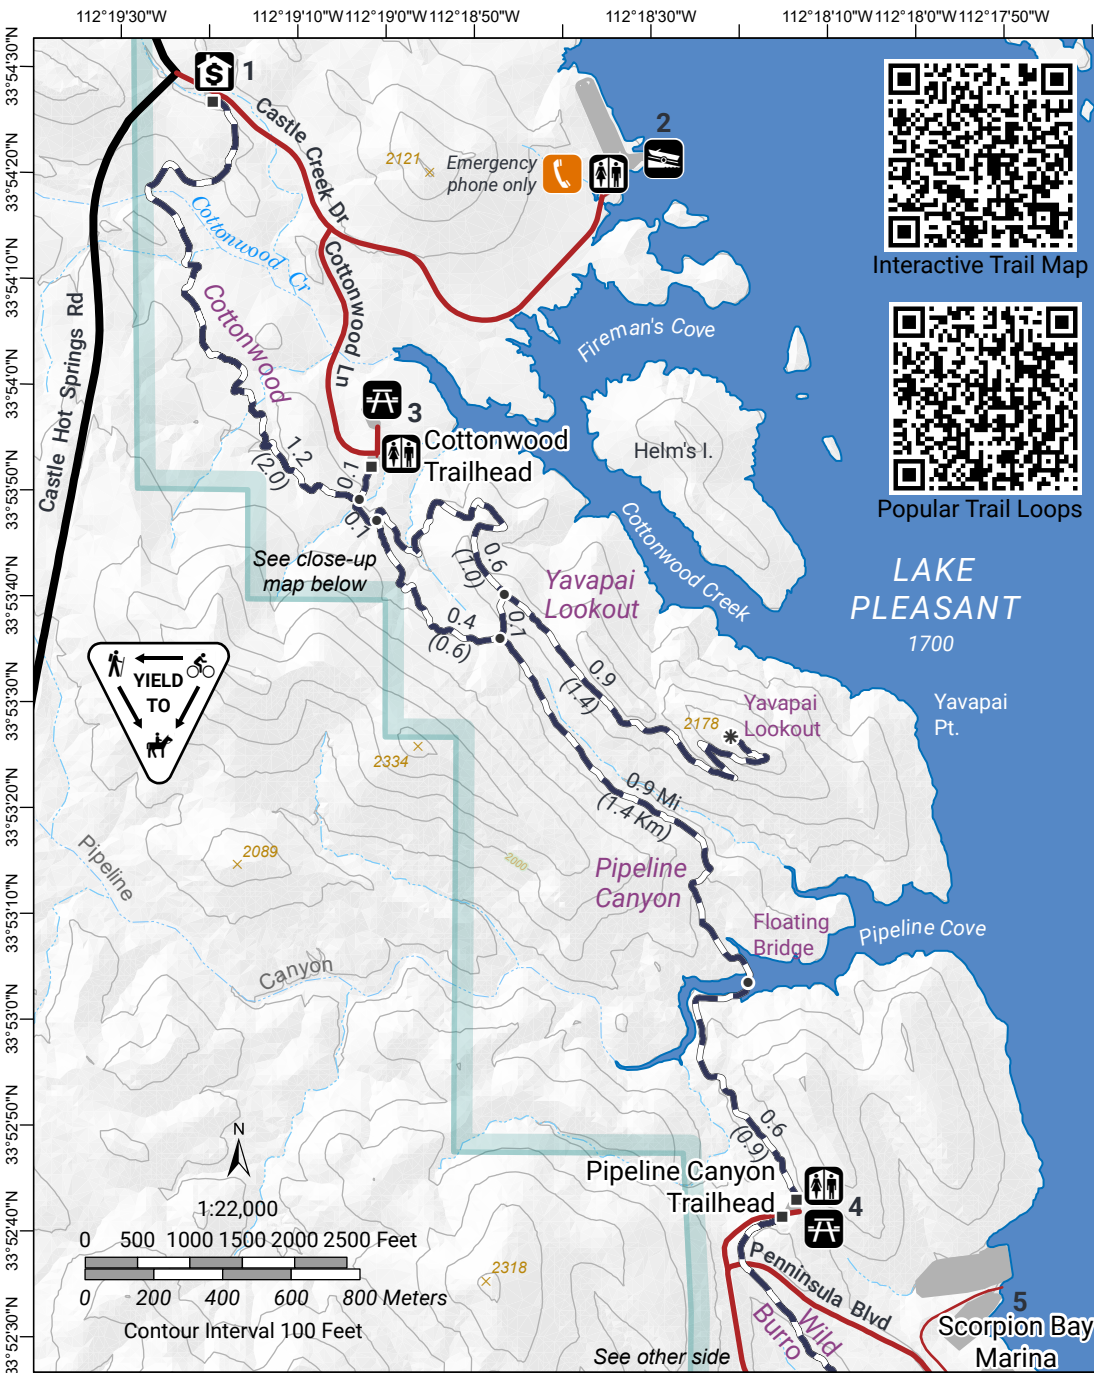 112°19'30"W
112°19'10"W
112°19'0"W
112°18'50"W
112°18'30"W
112°18'10"W
112°18'0"W
112°17'50"W
33°54'30"N
33°54'20"N
33°54'10"N
33°54'0"N
33°53'50"N
33°53'40"N
33°53'30"N
33°53'20"N
33°53'10"N
33°53'0"N
33°52'50"N
33°52'40"N
33°52'30"N
1
Castle Creek Dr
2121
Emergency
phone only
2
Interactive Trail Map
Popular Trail Loops
Cottonwood Cr
Cottonwood Ln
Cottonwood
Castle Hot Springs Rd
Fireman's Cove
Helm's I.
3
Cottonwood
Trailhead
1.2
(2.0)
0.1
0.1
See close-up
map below
0.6
(1.0)
Yavapai
Lookout
Cottonwood Creek
LAKE
PLEASANT
1700
0.4
(0.6)
0.1
0.9
(1.4)
YIELD
TO
2178
Yavapai
Lookout
Yavapai
Pt.
2334
0.9 Mi
(1.4 Km)
2089
2000
Pipeline
Canyon
Pipeline
Canyon
Floating
Bridge
Pipeline Cove
0.6
(0.9)
N
1:22,000
0 500 1000 1500 2000 2500 Feet
0 200 400 600 800 Meters
Contour Interval 100 Feet
Pipeline Canyon
Trailhead
4
2318
Penninsula Blvd
Wild
Burro
5
Scorpion Bay
Marina
See other side